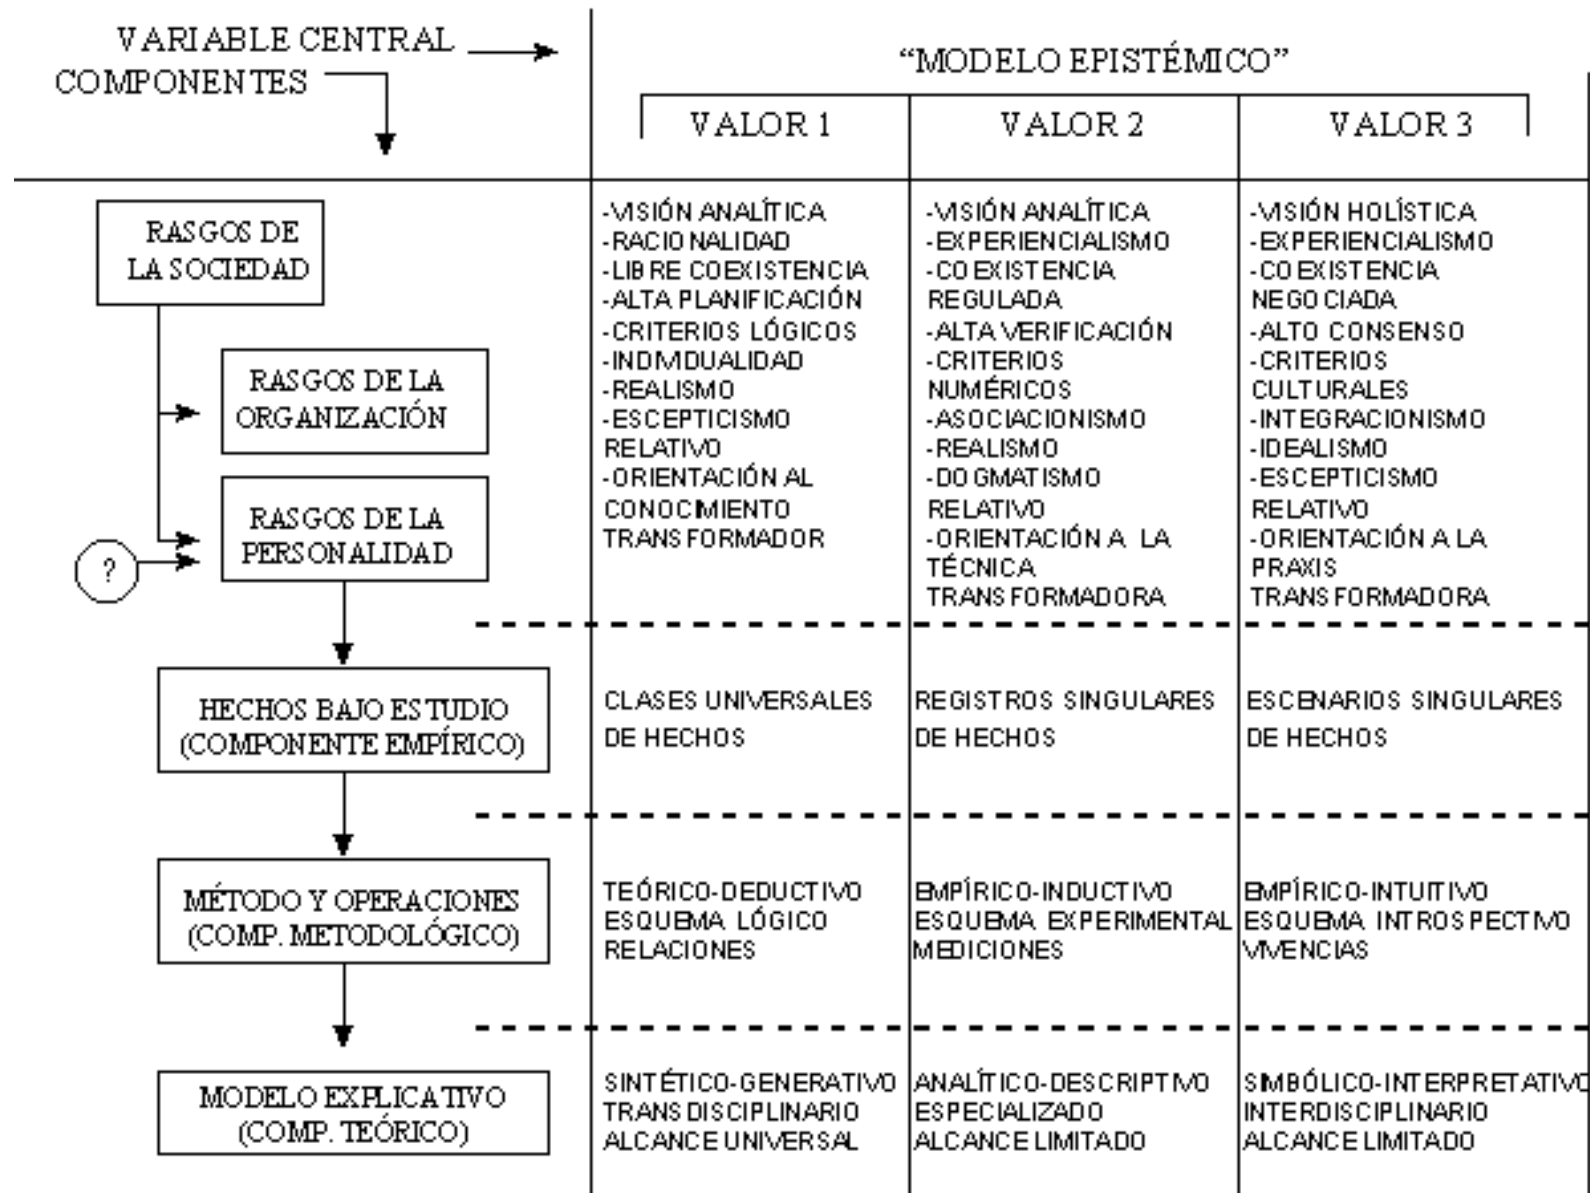 VARIABLE CENTRAL
COMPONENTES
“MODELO EPISTÉMICO”
VALOR 1
VALOR 2
VALOR 3
RASGOS DE
LA SOCIEDAD
RASGOS DE LA
ORGANIZACIÓN
RASGOS DE LA
PERSONALIDAD
?
-VISIÓN ANALÍTICA
-RACIONALIDAD
-LIBRE COEXISTENCIA
-ALTA PLANIFICACIÓN
-CRITERIOS LÓGICOS
-INDIVIDUALIDAD
-REALISMO
-ESCEPTICISMO
RELATIVO
-ORIENTACIÓN AL
CONOCIMIENTO
TRANSFORMADOR
-VISIÓN ANALÍTICA
-EXPERIENCIALISMO
-COEXISTENCIA
REGULADA
-ALTA VERIFICACIÓN
-CRITERIOS
NUMÉRICOS
-ASOCIACIONISMO
-REALISMO
-DOGMATISMO
RELATIVO
-ORIENTACIÓN A LA
TÉCNICA
TRANSFORMADORA
-VISIÓN HOLÍSTICA
-EXPERIENCIALISMO
-COEXISTENCIA
NEGOCIADA
-ALTO CONSENSO
-CRITERIOS
CULTURALES
-INTEGRACIONISMO
-IDEALISMO
-ESCEPTICISMO
RELATIVO
-ORIENTACIÓN A LA
PRAXIS
TRANSFORMADORA
HECHOS BAJO ESTUDIO
(COMPONENTE EMPÍRICO)
CLASES UNIVERSALES
DE HECHOS
REGISTROS SINGULARES
DE HECHOS
ESCENARIOS SINGULARES
DE HECHOS
MÉTODO Y OPERACIONES
(COMP. METODOLÓGICO)
TEÓRICO-DEDUCTIVO
ESQUEMA LÓGICO
RELACIONES
EMPÍRICO-INDUCTIVO
ESQUEMA EXPERIMENTAL
MEDICIONES
EMPÍRICO-INTUITIVO
ESQUEMA INTROSPECTIVO
VIVENCIAS
MODELO EXPLICATIVO
(COMP. TEÓRICO)
SINTÉTICO-GENERATIVO
TRANSDISCIPLINARIO
ALCANCE UNIVERSAL
ANALÍTICO-DESCRIPTIVO
ESPECIALIZADO
ALCANCE LIMITADO
SIMBÓLICO-INTERPRETATIVO
INTERDISCIPLINARIO
ALCANCE LIMITADO